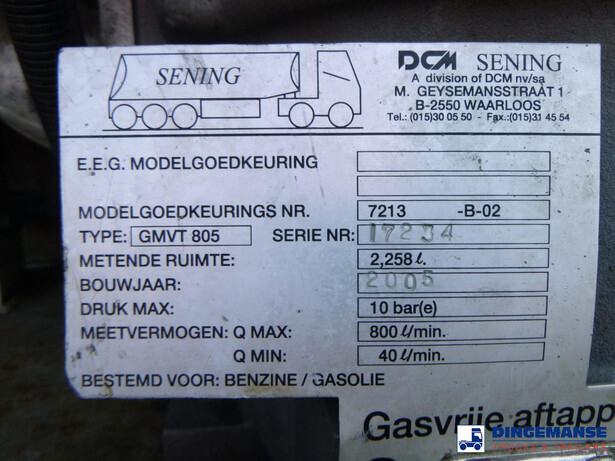 SENING
DCM SENING
A division of DCM nv/sa
M. GEYSEMANSSTRAAT 1
B-2550 WAARLOOS
Tel.: (015)30 05 50 - Fax.:(015)31 45 54
E.E.G. MODELGOEDKEURING
MODELGOEDKEURINGS NR. 7213 -B-02
TYPE: GMVT 805 SERIE NR: 17234
METENDE RUIMTE: 2,258 ℓ.
BOUWJAAR: 2005
DRUK MAX: 10 bar(e)
MEETVERMOGEN: Q MAX: 800 ℓ/min.
Q MIN: 40 ℓ/min.
BESTEMD VOOR: BENZINE / GASOLIE
Gasvrije aftapp
DINGEMANSE
TRUCKS & TRAILERS